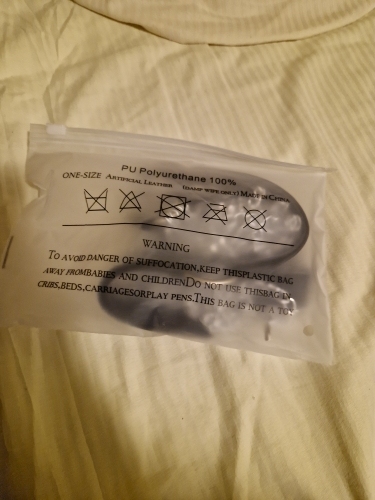 PU Polyurethane 100%
ONE-SIZE ARTIFICIAL LEATHER (DAMP WIPE ONLY) MADE IN CHINA
WARNING
TO AVOID DANGER OF SUFFOCATION,KEEP THISPLASTIC BAG
AWAY FROMBABIES AND CHILDRENDO NOT USE THISBAG IN
CRIBS,BEDS,CARRIAGESORPLAY PENS.THIS BAG IS NOT A TOY